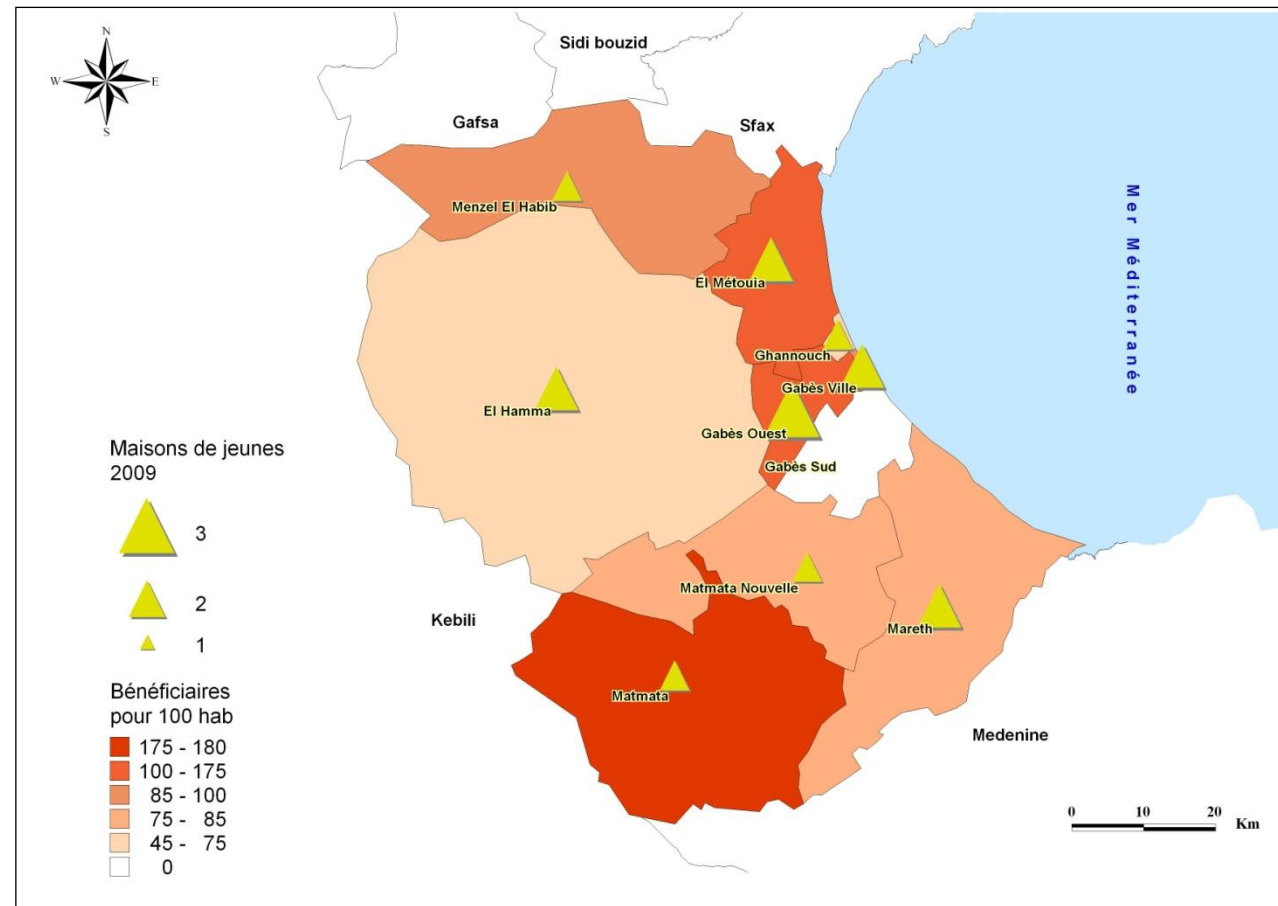 N
W E
S
Sidi bouzid
Gafsa
Sfax
Menzel El Habib
El Métouia
Mer Méditerranée
Ghannouch
Gabès Ville
El Hamma
Gabès Ouest
Gabès Sud
Matmata Nouvelle
Kebili
Mareth
Matmata
Medenine
Maisons de jeunes
2009
3
2
1
Bénéficiaires
pour 100 hab
175 - 180
100 - 175
85 - 100
75 - 85
45 - 75
0
0 10 20
Km